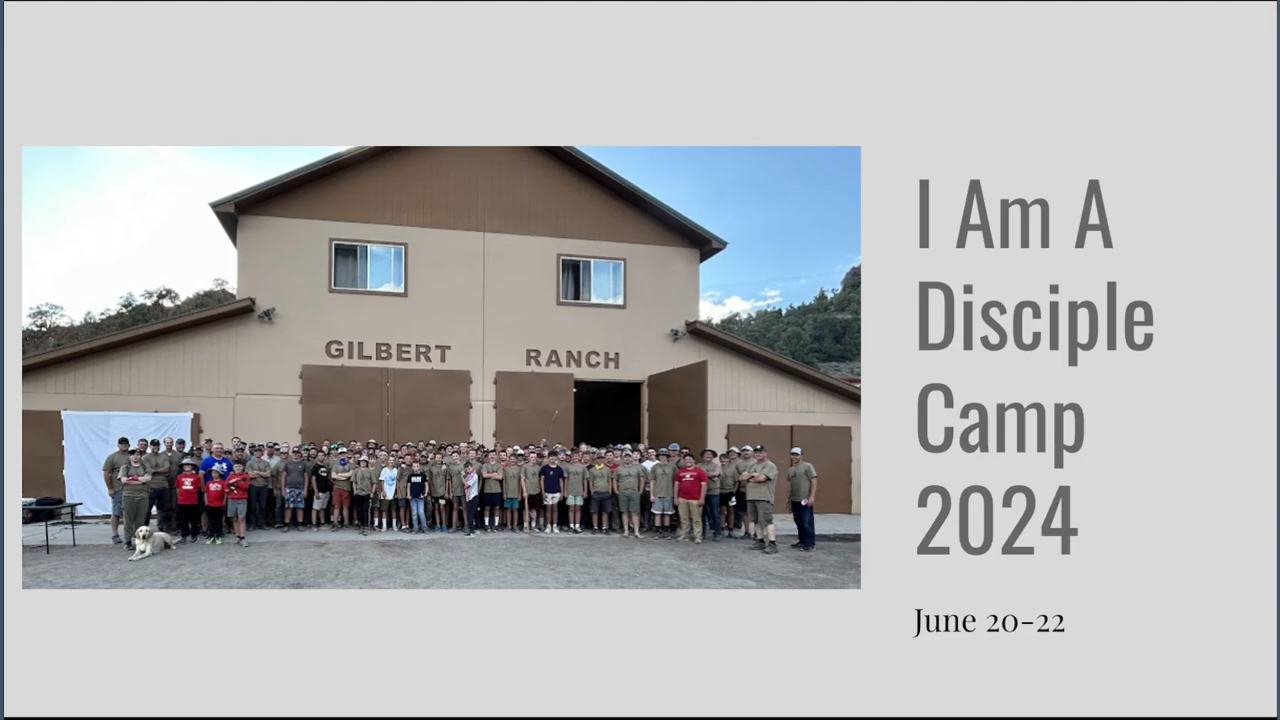 GILBERT RANCH
I Am A
Disciple
Camp
2024
June 20-22